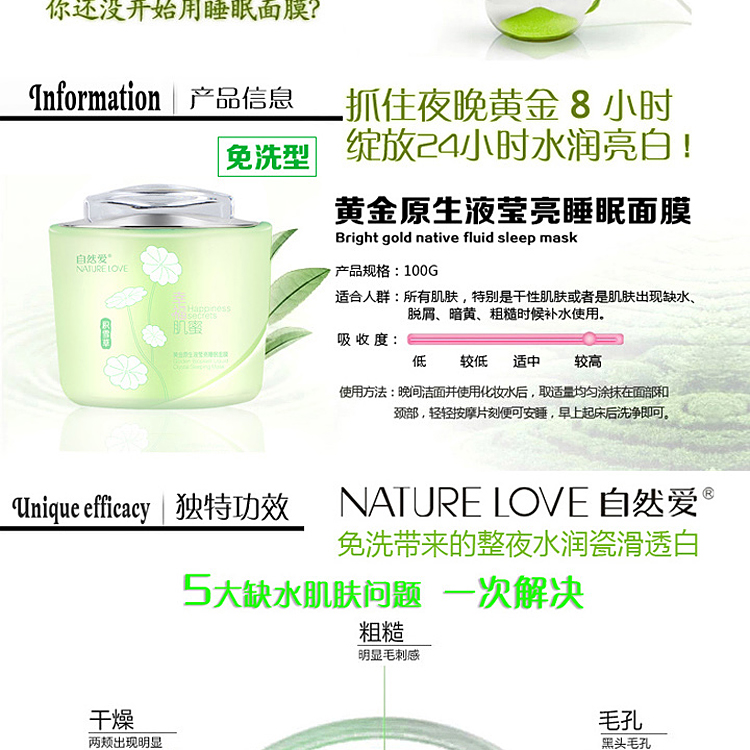 你还没开始用睡眠面膜?
Information 产品信息
抓住夜晚黄金 8 小时
绽放24小时水润亮白!
免洗型
黄金原生液莹亮睡眠面膜
Bright gold native fluid sleep mask
产品规格：100G
适合人群：所有肌肤，特别是干性肌肤或者是肌肤出现缺水、
脱屑、暗黄、粗糙时候补水使用。
吸 收 度：
低 较低 适中 较高
使用方法：晚间洁面并使用化妆水后，取适量均匀涂抹在面部和
颈部，轻轻按摩片刻便可安睡，早上起床后洗净即可。
自然爱®
NATURE LOVE
幸福
Happiness
secrets
肌蜜
积雪草
Unique efficacy 独特功效
NATURE LOVE 自然爱®
免洗带来的整夜水润瓷滑透白
5大缺水肌肤问题 一次解决
粗糙
明显毛刺感
干燥
两颊出现明显
毛孔
黑头毛孔